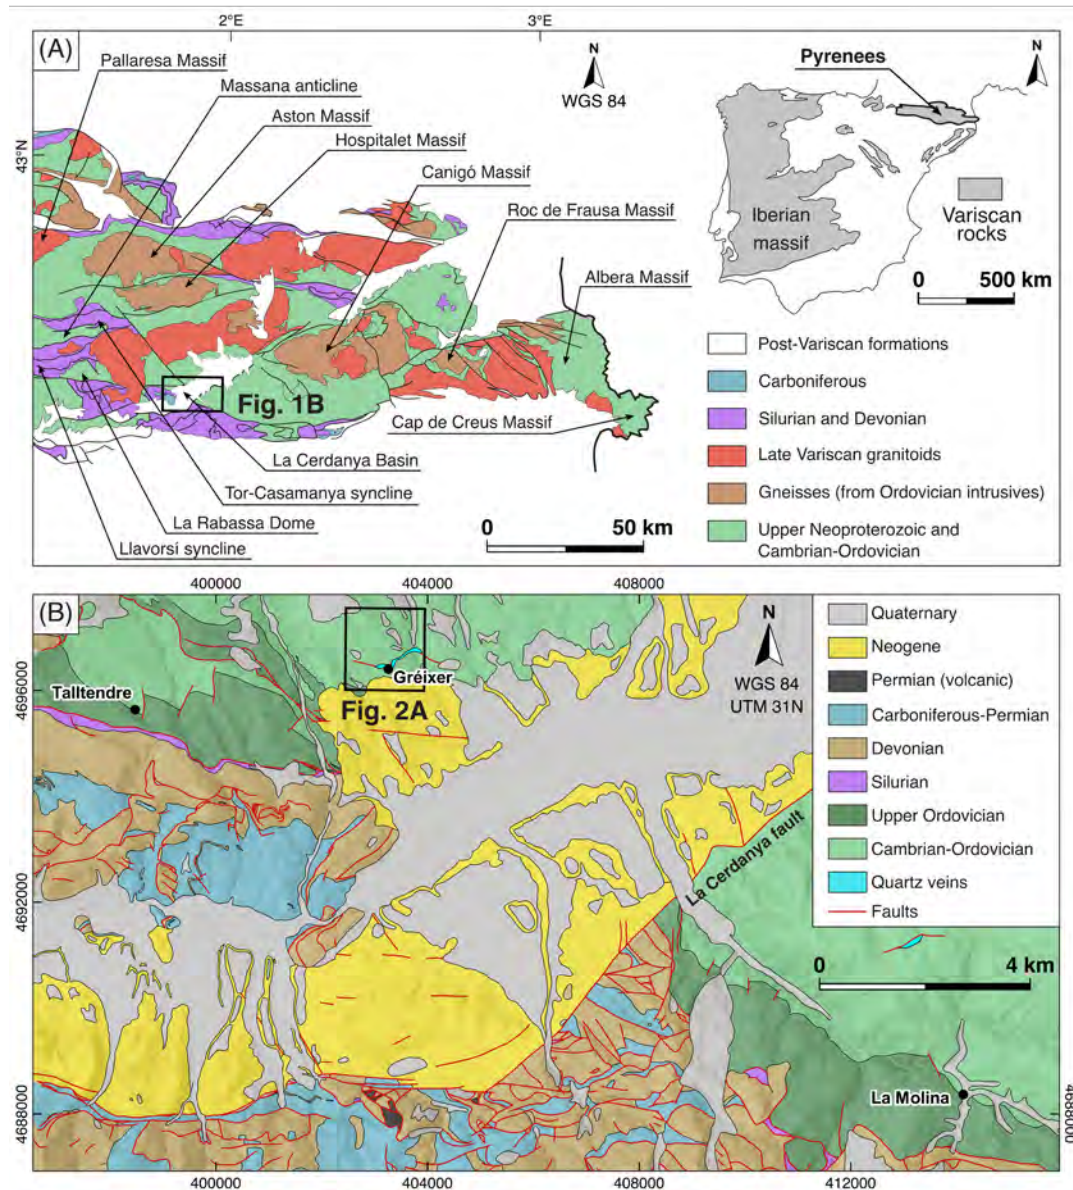 2°E
3°E
(A)
N
WGS 84
43°N
Pallaresa Massif
Massana anticline
Aston Massif
Hospitalet Massif
Canigó Massif
Roc de Frausa Massif
Albera Massif
Fig. 1B
Cap de Creus Massif
La Cerdanya Basin
Tor-Casamanya syncline
La Rabassa Dome
Llavorsi syncline
0
50 km
Pyrenees
N
Iberian
massif
Variscan
rocks
0
500 km
Post-Variscan formations
Carboniferous
Silurian and Devonian
Late Variscan granitoids
Gneisses (from Ordovician intrusives)
Upper Neoproterozoic and
Cambrian-Ordovician
400000
404000
408000
(B)
N
WGS 84
UTM 31N
4696000
4692000
4688000
Talltendre
Gréixer
Fig. 2A
La Cerdanya fault
La Molina
0
4 km
Quaternary
Neogene
Permian (volcanic)
Carboniferous-Permian
Devonian
Silurian
Upper Ordovician
Cambrian-Ordovician
Quartz veins
Faults
4688000
400000
404000
408000
412000